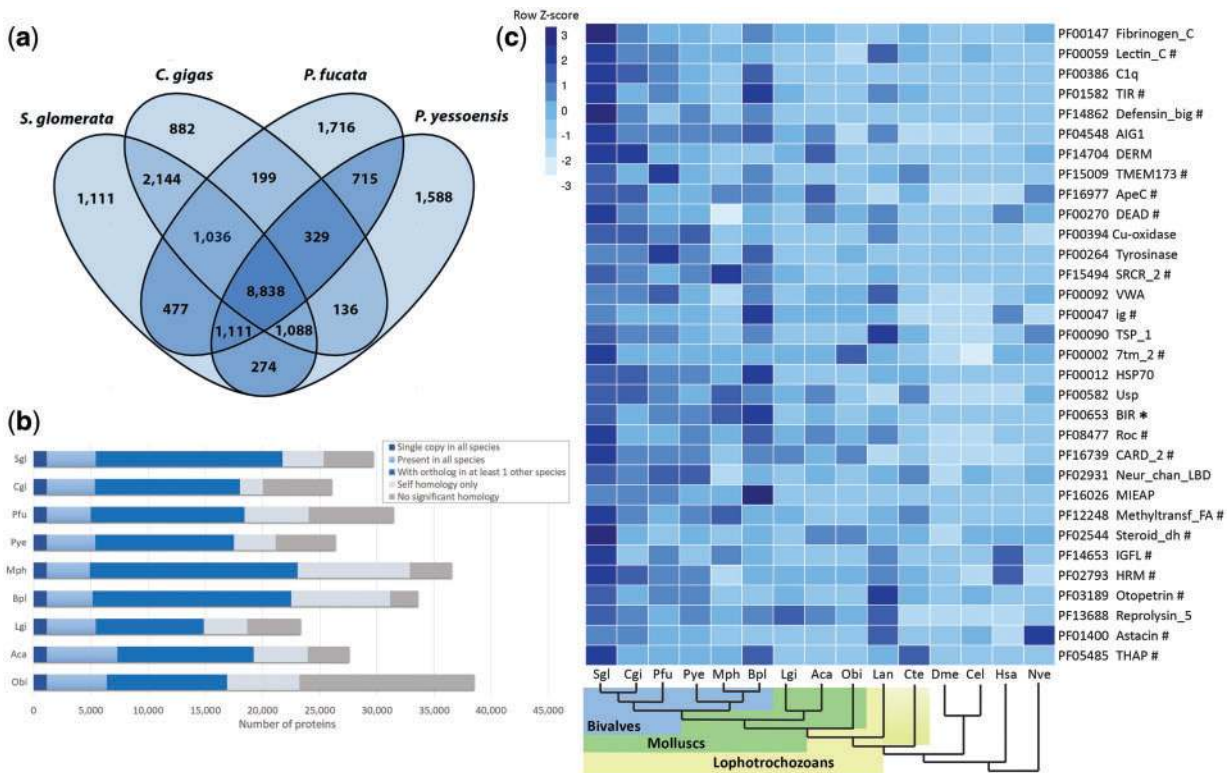 (a)
S. glomerata
C. gigas
P. fucata
P. yessoensis
882
1,716
1,111
2,144
199
715
1,588
1,036
329
8,838
477
1,111
1,088
136
274
(b)
Sgl
Cgi
Pfu
Pye
Mph
Bpl
Lgi
Aca
Obi
Single copy in all species
Present in all species
With ortholog in at least 1 other species
Self homology only
No significant homology
0 5,000 10,000 15,000 20,000 25,000 30,000 35,000 40,000 45,000
Number of proteins
(c)
Row Z-score
3
2
1
0
-1
-2
-3
PF00147 Fibrinogen_C
PF00059 Lectin_C #
PF00386 C1q
PF01582 TIR #
PF14862 Defensin_big #
PF04548 AIG1
PF14704 DERM
PF15009 TMEM173 #
PF16977 ApeC #
PF00270 DEAD #
PF00394 Cu-oxidase
PF00264 Tyrosinase
PF15494 SRCR_2 #
PF00092 VWA
PF00047 ig #
PF00090 TSP_1
PF00002 7tm_2 #
PF00012 HSP70
PF00582 Usp
PF00653 BIR *
PF08477 Roc #
PF16739 CARD_2 #
PF02931 Neur_chan_LBD
PF16026 MIEAP
PF12248 Methyltransf_FA #
PF02544 Steroid_dh #
PF14653 IGFL #
PF02793 HRM #
PF03189 Otopetrin #
PF13688 Reprolysin_5
PF01400 Astacin #
PF05485 THAP #
Sgl Cgi Pfu Pye Mph Bpl Lgi Aca Obi Lan Cte Dme Cel Hsa Nve
Bivalves
Molluscs
Lophotrochozoans